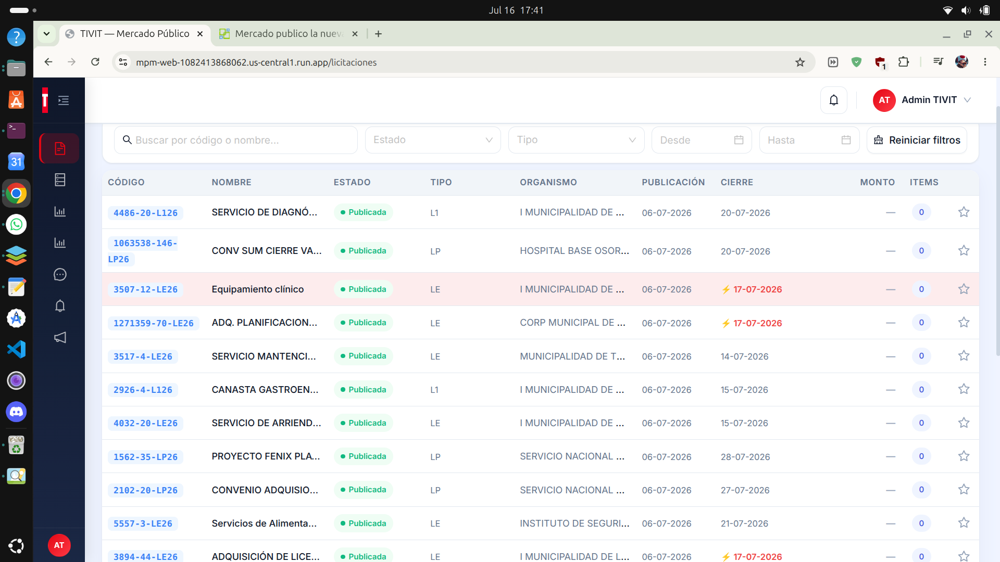 Jul 16 17:41
TIVIT — Mercado Público
Mercado publico la nuev
mpm-web-1082413868062.us-central1.run.app/licitaciones
1
T
AT
Admin TIVIT
Buscar por código o nombre...
Estado
Tipo
Desde
Hasta
Reiniciar filtros
31
CÓDIGO NOMBRE ESTADO TIPO ORGANISMO PUBLICACIÓN CIERRE MONTO ITEMS
4486-20-L126 SERVICIO DE DIAGNÓ... Publicada L1 I MUNICIPALIDAD DE ... 06-07-2026 20-07-2026 — 0
1063538-146-
LP26 CONV SUM CIERRE VA... Publicada LP HOSPITAL BASE OSOR... 06-07-2026 20-07-2026 — 0
3507-12-LE26 Equipamiento clínico Publicada LE I MUNICIPALIDAD DE ... 06-07-2026 ⚡ 17-07-2026 — 0
1271359-70-LE26 ADQ. PLANIFICACION... Publicada LE CORP MUNICIPAL DE ... 06-07-2026 ⚡ 17-07-2026 — 0
3517-4-LE26 SERVICIO MANTENCI... Publicada LE MUNICIPALIDAD DE T... 06-07-2026 14-07-2026 — 0
2926-4-L126 CANASTA GASTROEN... Publicada L1 I MUNICIPALIDAD DE ... 06-07-2026 15-07-2026 — 0
4032-20-LE26 SERVICIO DE ARRIEND... Publicada LE I MUNICIPALIDAD DE ... 06-07-2026 15-07-2026 — 0
1562-35-LP26 PROYECTO FENIX PLA... Publicada LP SERVICIO NACIONAL ... 06-07-2026 28-07-2026 — 0
2102-20-LP26 CONVENIO ADQUISIO... Publicada LP SERVICIO NACIONAL ... 06-07-2026 27-07-2026 — 0
5557-3-LE26 Servicios de Alimenta... Publicada LE INSTITUTO DE SEGURI... 06-07-2026 21-07-2026 — 0
3894-44-LE26 ADQUISICIÓN DE LICE... Publicada LE I MUNICIPALIDAD DE L... 06-07-2026 ⚡ 17-07-2026 — 0
AT